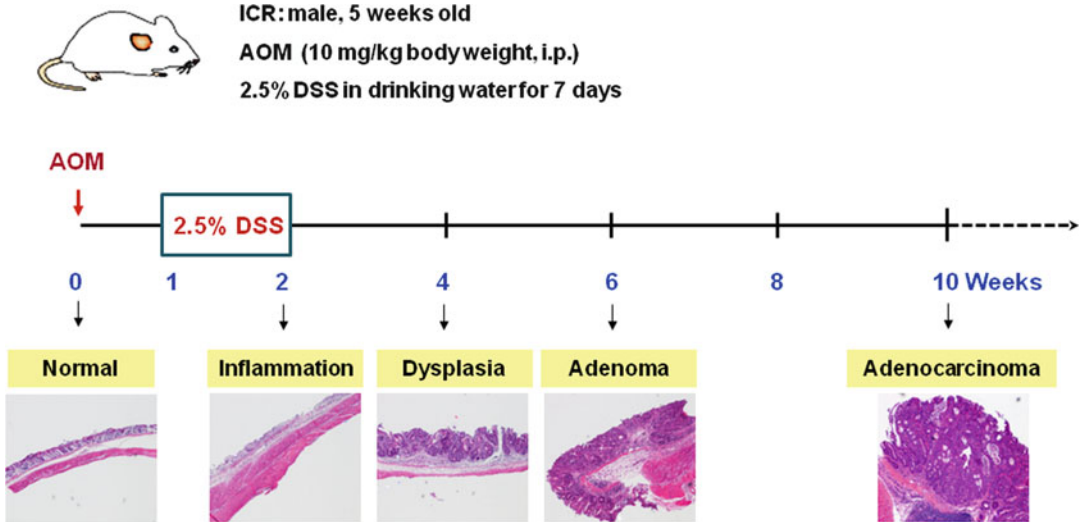 ICR: male, 5 weeks old
AOM (10 mg/kg body weight, i.p.)
2.5% DSS in drinking water for 7 days
AOM
2.5% DSS
0 1 2 4 6 8 10 Weeks
Normal Inflammation Dysplasia Adenoma Adenocarcinoma